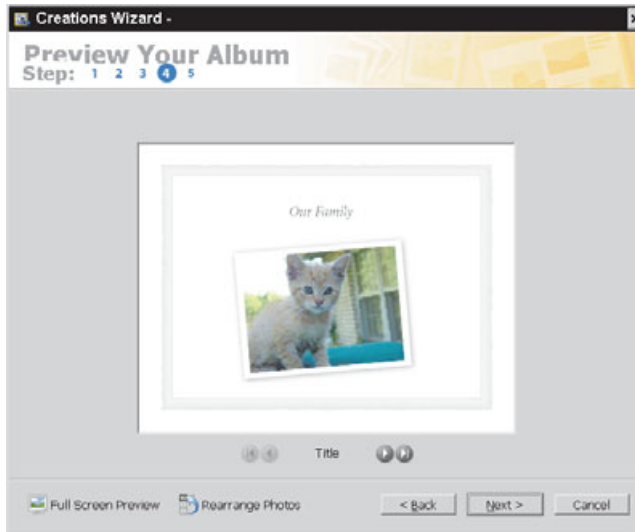 Creations Wizard -
Preview Your Album
Step: 1 2 3 4 5
Our Family
Title
Full Screen Preview
Rearrange Photos
< Back
Next >
Cancel